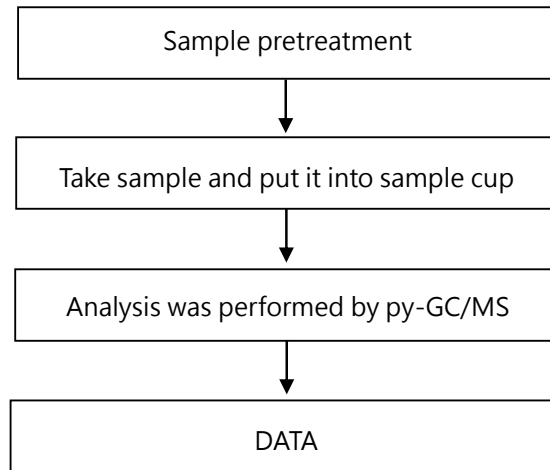 Sample pretreatment
Take sample and put it into sample cup
Analysis was performed by py-GC/MS
DATA